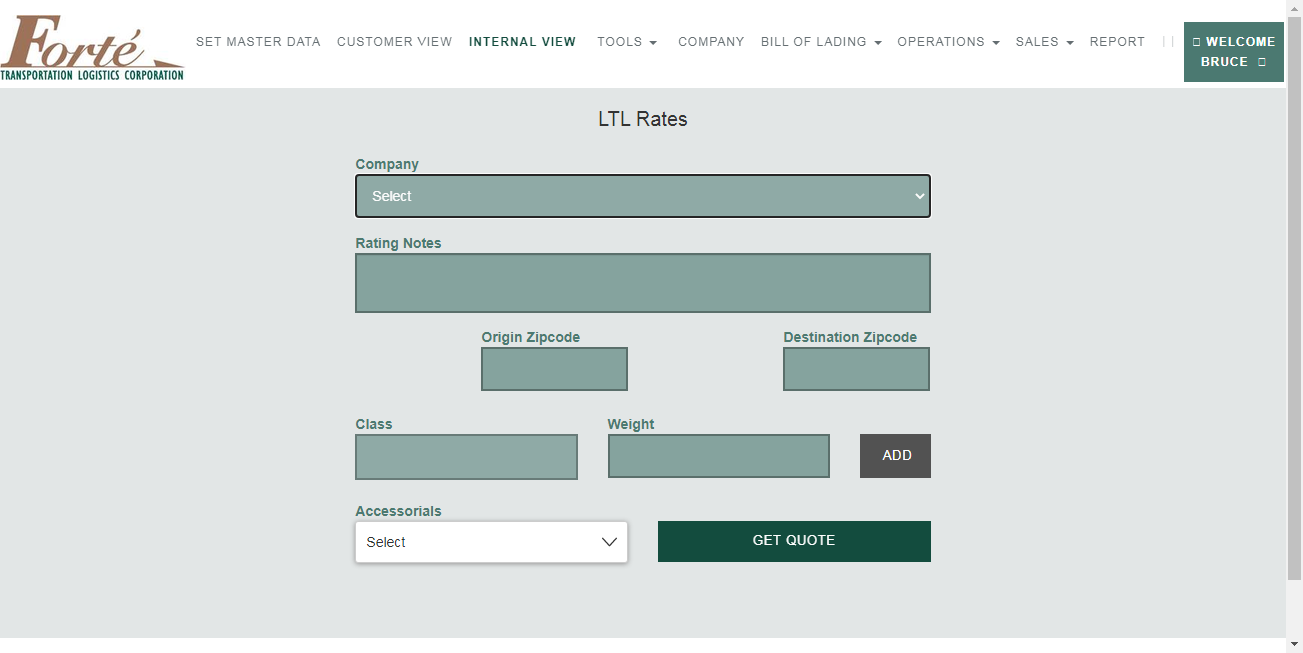 Forté
TRANSPORTATION LOGISTICS CORPORATION
SET MASTER DATA CUSTOMER VIEW INTERNAL VIEW TOOLS COMPANY BILL OF LADING OPERATIONS SALES REPORT | |
WELCOME
BRUCE
LTL Rates
Company
Select
Rating Notes
Origin Zipcode Destination Zipcode
Class Weight
ADD
Accessorials
Select GET QUOTE